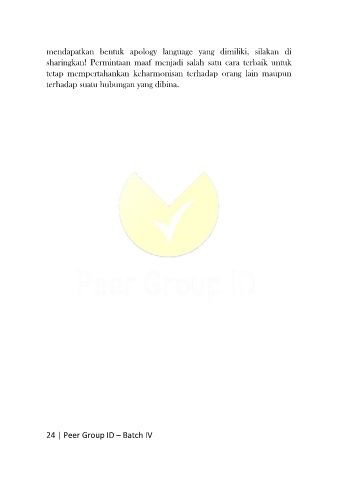 mendapatkan bentuk apology language yang dimiliki, silakan di
sharingkan! Permintaan maaf menjadi salah satu cara terbaik untuk
tetap mempertahankan keharmonisan terhadap orang lain maupun
terhadap suatu hubungan yang dibina.
Peer Group ID
24 | Peer Group ID – Batch IV